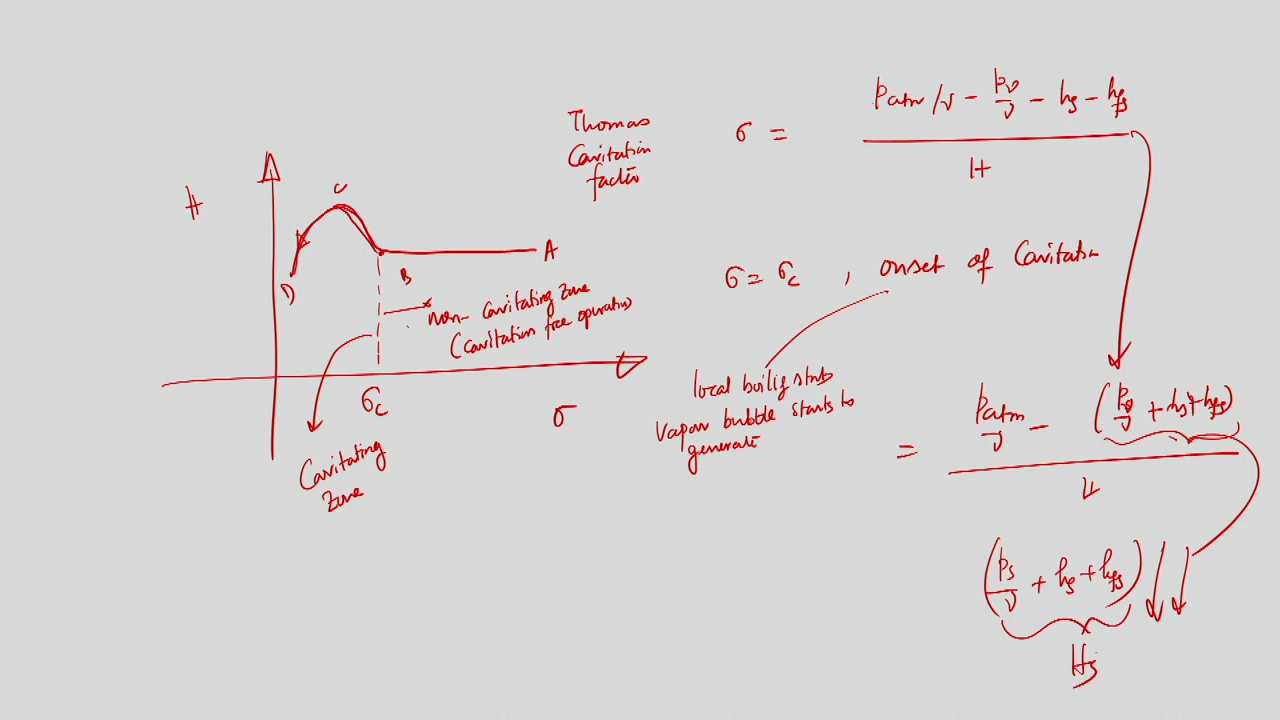 H
C
A
B
D
Non- Cavitating Zone
(Cavitation free operation)
σc
σ
Cavitating
Zone
Thomas
Cavitation
factor
σ = (Patm/γ - Pv/γ - hs - hfs) / H
σ = σc , onset of Cavitation
local boiling starts
Vapour bubble starts to
generate
= (Patm/γ - (Pv/γ + hs + hfs)) / H
(Ps/γ + hs + hfs)
Hs